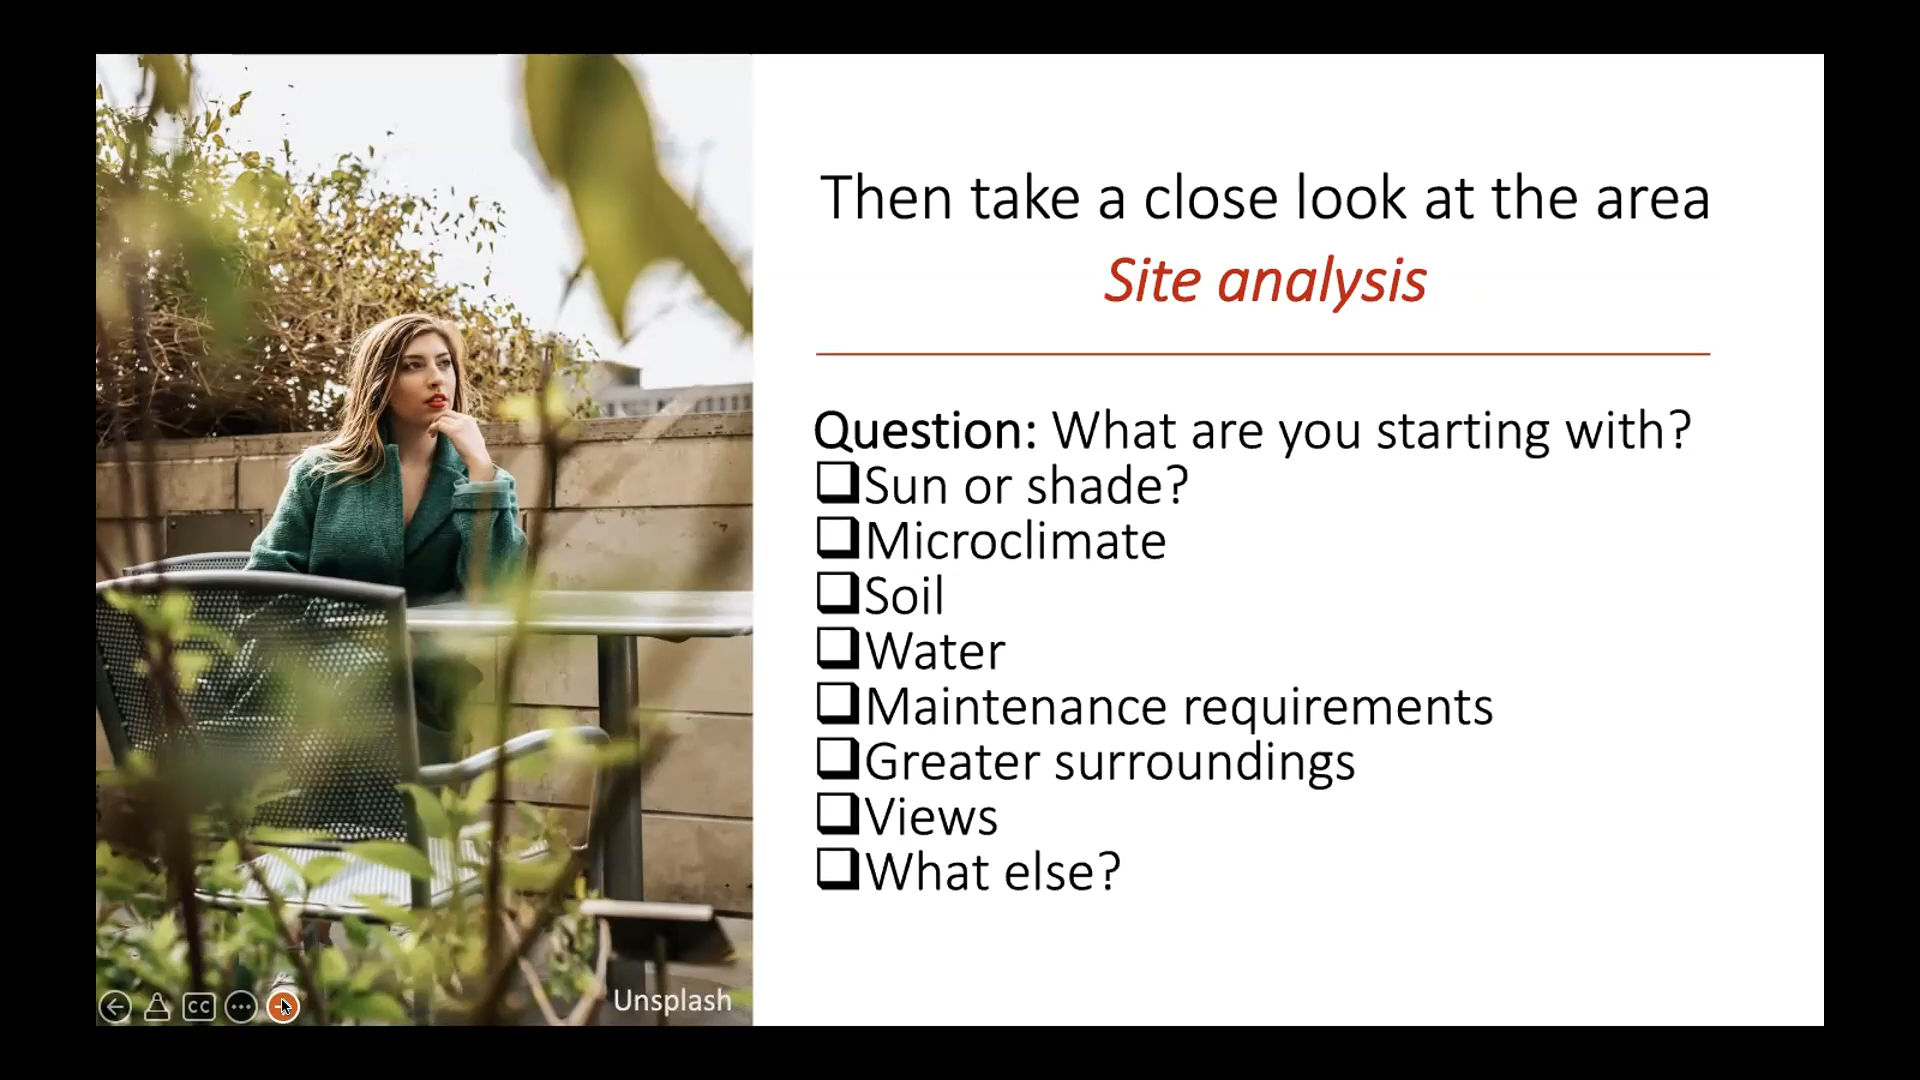 Then take a close look at the area
Site analysis
Question: What are you starting with?
❑Sun or shade?
❑Microclimate
❑Soil
❑Water
❑Maintenance requirements
❑Greater surroundings
❑Views
❑What else?
Unsplash
CC